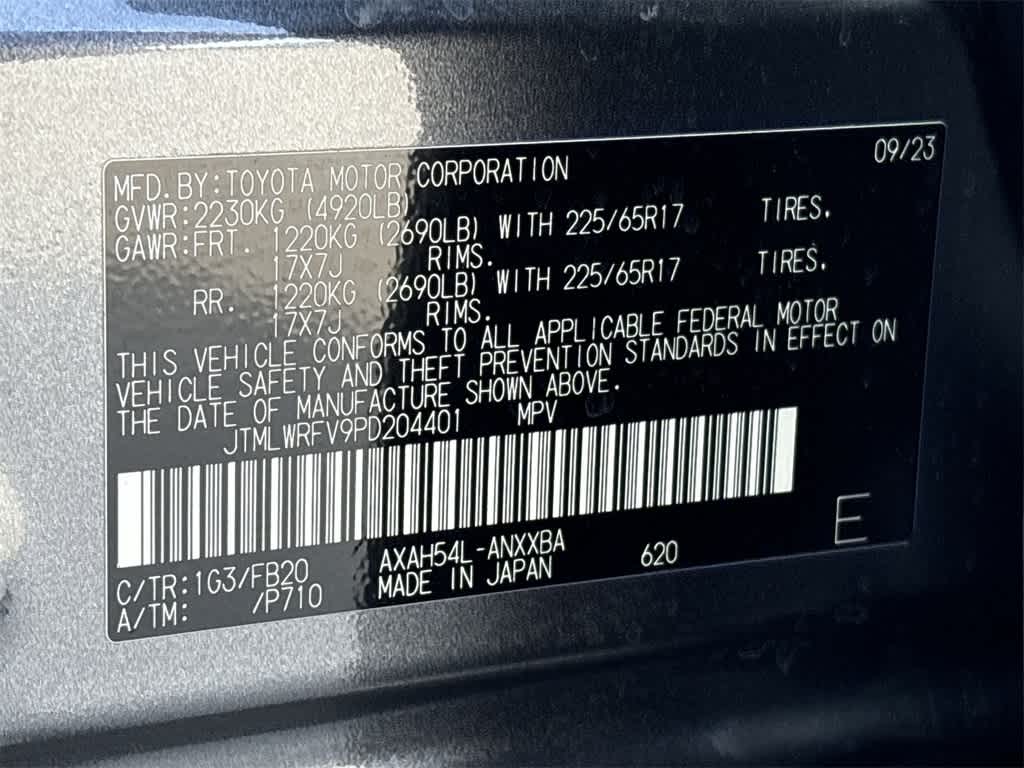 09/23
MFD. BY:TOYOTA MOTOR CORPORATION
GVWR:2230KG (4920LB)
GAWR:FRT. 1220KG (2690LB) WITH 225/65R17 TIRES.
17X7J RIMS.
RR. 1220KG (2690LB) WITH 225/65R17 TIRES.
17X7J RIMS.
THIS VEHICLE CONFORMS TO ALL APPLICABLE FEDERAL MOTOR
VEHICLE SAFETY AND THEFT PREVENTION STANDARDS IN EFFECT ON
THE DATE OF MANUFACTURE SHOWN ABOVE.
JTMLWRFV9PD204401 MPV
C/TR:1G3/FB20 AXAH54L-ANXXBA 620 E
A/TM: /P710 MADE IN JAPAN